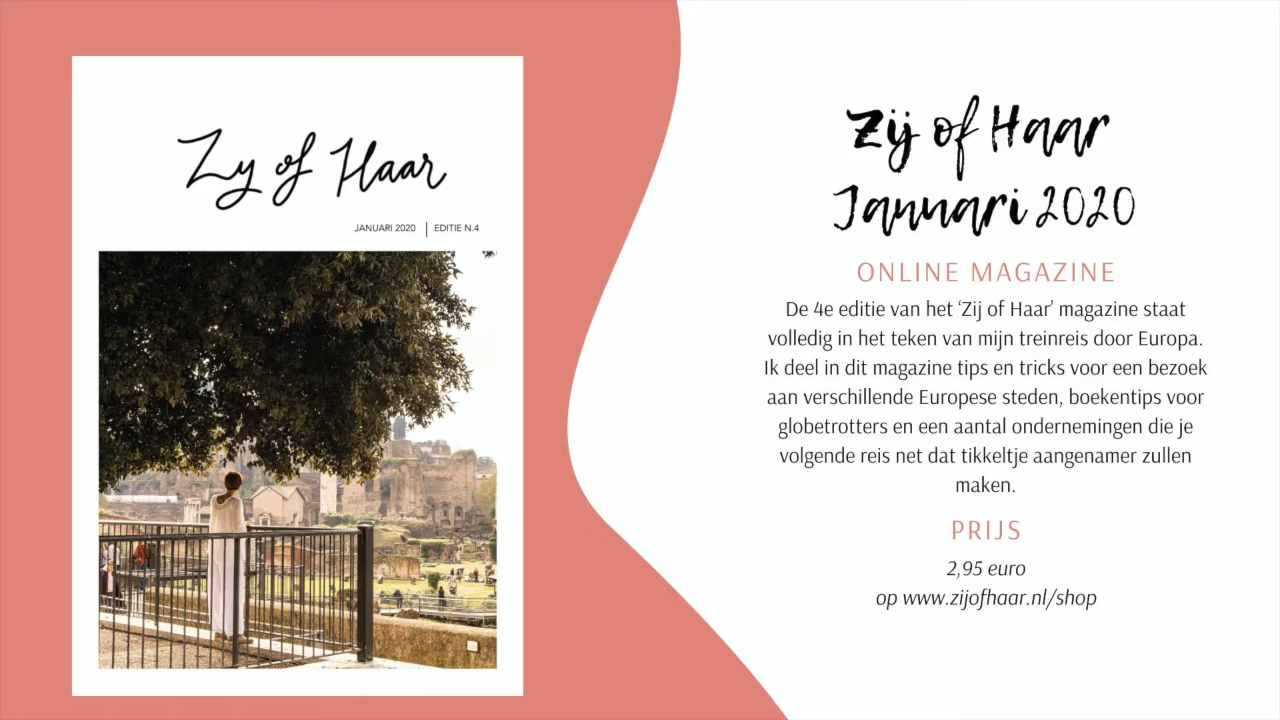 Zy of Haar
JANUARI 2020 | EDITIE N.4
Zij of Haar
Januari 2020
ONLINE MAGAZINE
De 4e editie van het ‘Zij of Haar’ magazine staat
volledig in het teken van mijn treinreis door Europa.
Ik deel in dit magazine tips en tricks voor een bezoek
aan verschillende Europese steden, boekentips voor
globetrotters en een aantal ondernemingen die je
volgende reis net dat tikkeltje aangenamer zullen
maken.
PRIJS
2,95 euro
op www.zijofhaar.nl/shop